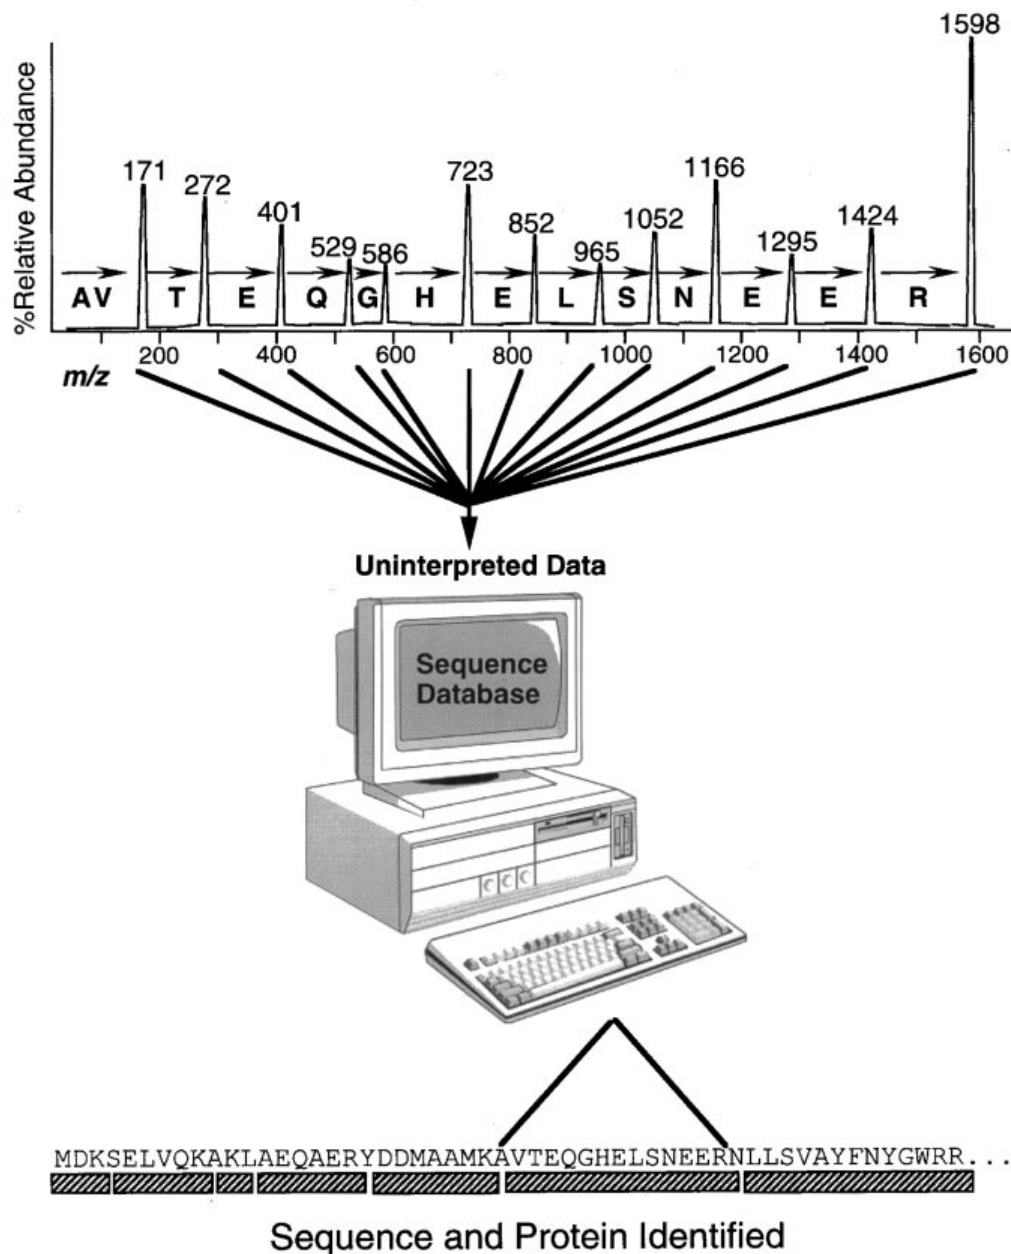 1598
%Relative Abundance
171
272
401
529
586
723
852
965
1052
1166
1295
1424
AV T E Q G H E L S N E E R
200 400 600 800 1000 1200 1400 1600
m/z
Uninterpreted Data
Sequence
Database
MDKSELVQKAKLAEQAERYDDMAAMKAVTEQGHELSNEERNLLSVAYFNYGWRR...
Sequence and Protein Identified